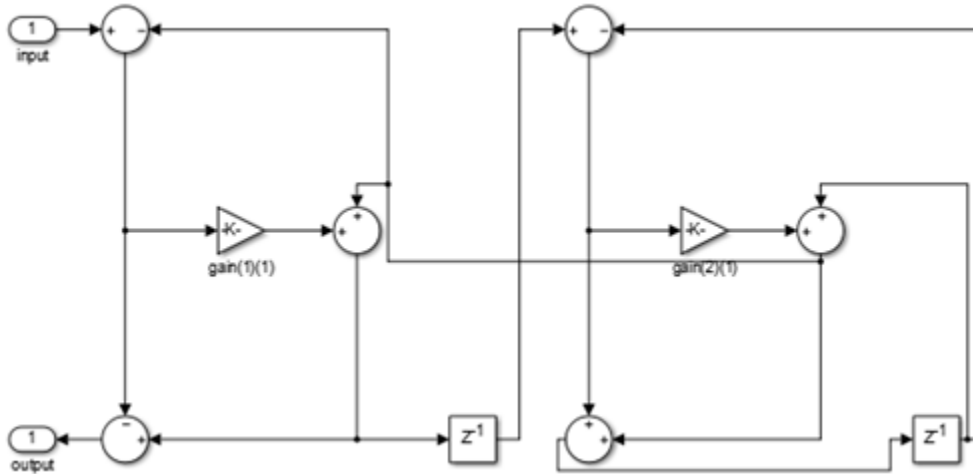 1
input
+ −
+ −
+
+
-K-
gain(1)(1)
+
+
-K-
gain(2)(1)
−
+
1
output
Z-1
+
+
Z-1